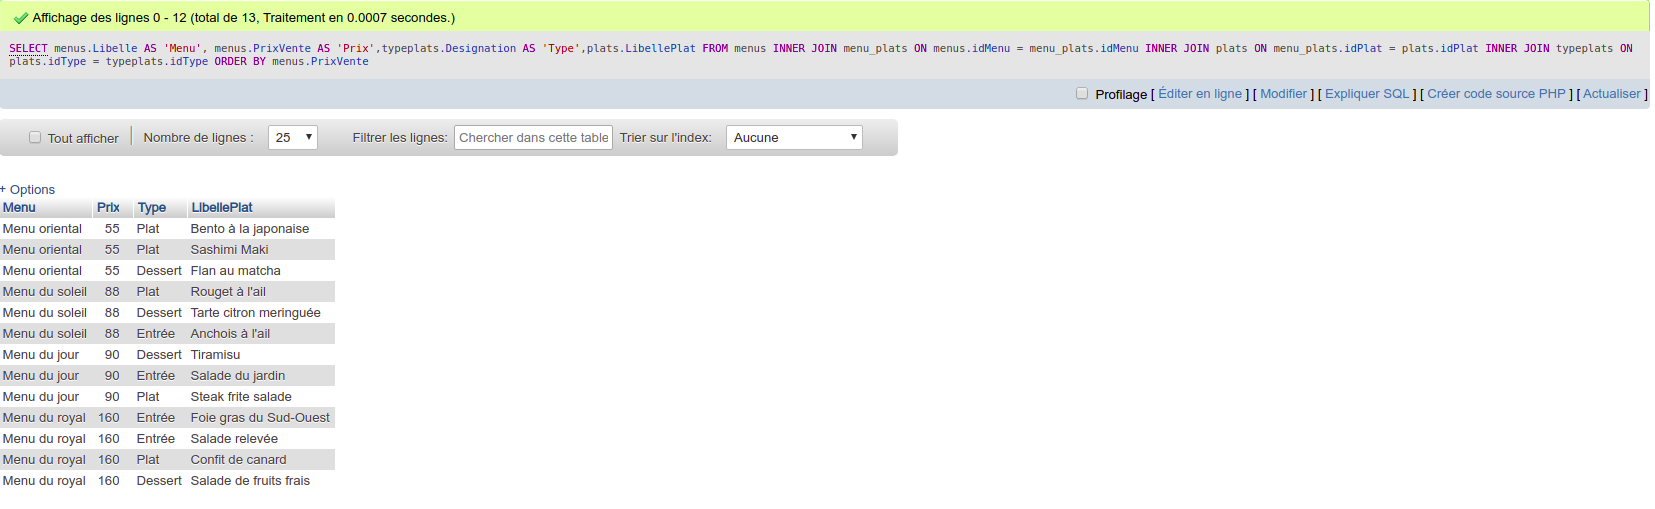 Affichage des lignes 0 - 12 (total de 13, Traitement en 0.0007 secondes.)
SELECT menus.Libelle AS 'Menu', menus.PrixVente AS 'Prix',typeplats.Designation AS 'Type',plats.LibellePlat FROM menus INNER JOIN menu_plats ON menus.idMenu = menu_plats.idMenu INNER JOIN plats ON menu_plats.idPlat = plats.idPlat INNER JOIN typeplats ON
plats.idType = typeplats.idType ORDER BY menus.PrixVente
Profilage [ Éditer en ligne ] [ Modifier ] [ Expliquer SQL ] [ Créer code source PHP ] [ Actualiser ]
Tout afficher Nombre de lignes : 25 Filtrer les lignes: Chercher dans cette table Trier sur l'index: Aucune
+ Options
Menu Prix Type LibellePlat
Menu oriental 55 Plat Bento à la japonaise
Menu oriental 55 Plat Sashimi Maki
Menu oriental 55 Dessert Flan au matcha
Menu du soleil 88 Plat Rouget à l'ail
Menu du soleil 88 Dessert Tarte citron meringuée
Menu du soleil 88 Entrée Anchois à l'ail
Menu du jour 90 Dessert Tiramisu
Menu du jour 90 Entrée Salade du jardin
Menu du jour 90 Plat Steak frite salade
Menu du royal 160 Entrée Foie gras du Sud-Ouest
Menu du royal 160 Entrée Salade relevée
Menu du royal 160 Plat Confit de canard
Menu du royal 160 Dessert Salade de fruits frais